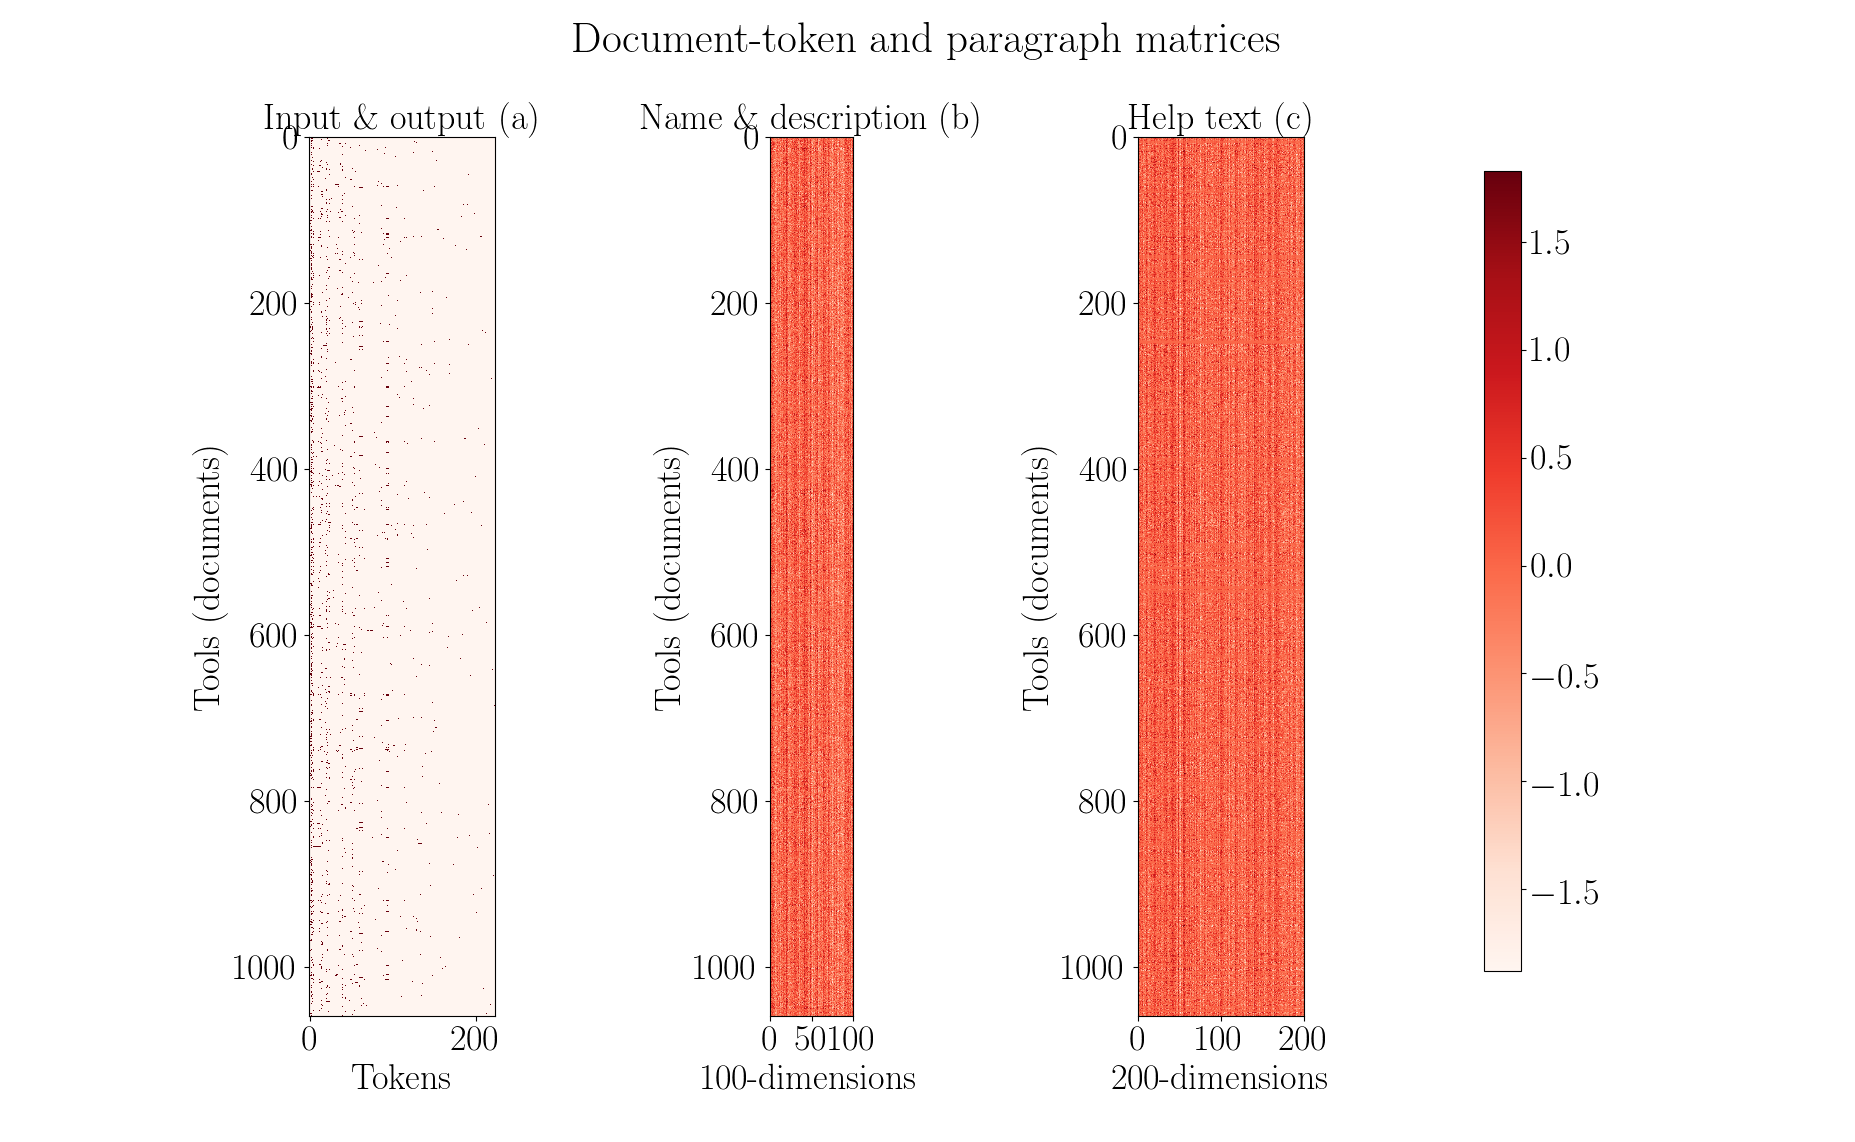 Document-token and paragraph matrices
Input & output (a)
0
200
400
600
800
1000
Tools (documents)
0 200
Tokens
Name & description (b)
0
200
400
600
800
1000
Tools (documents)
0 50 100
100-dimensions
Help text (c)
0
200
400
600
800
1000
Tools (documents)
0 100 200
200-dimensions
1.5
1.0
0.5
0.0
−0.5
−1.0
−1.5